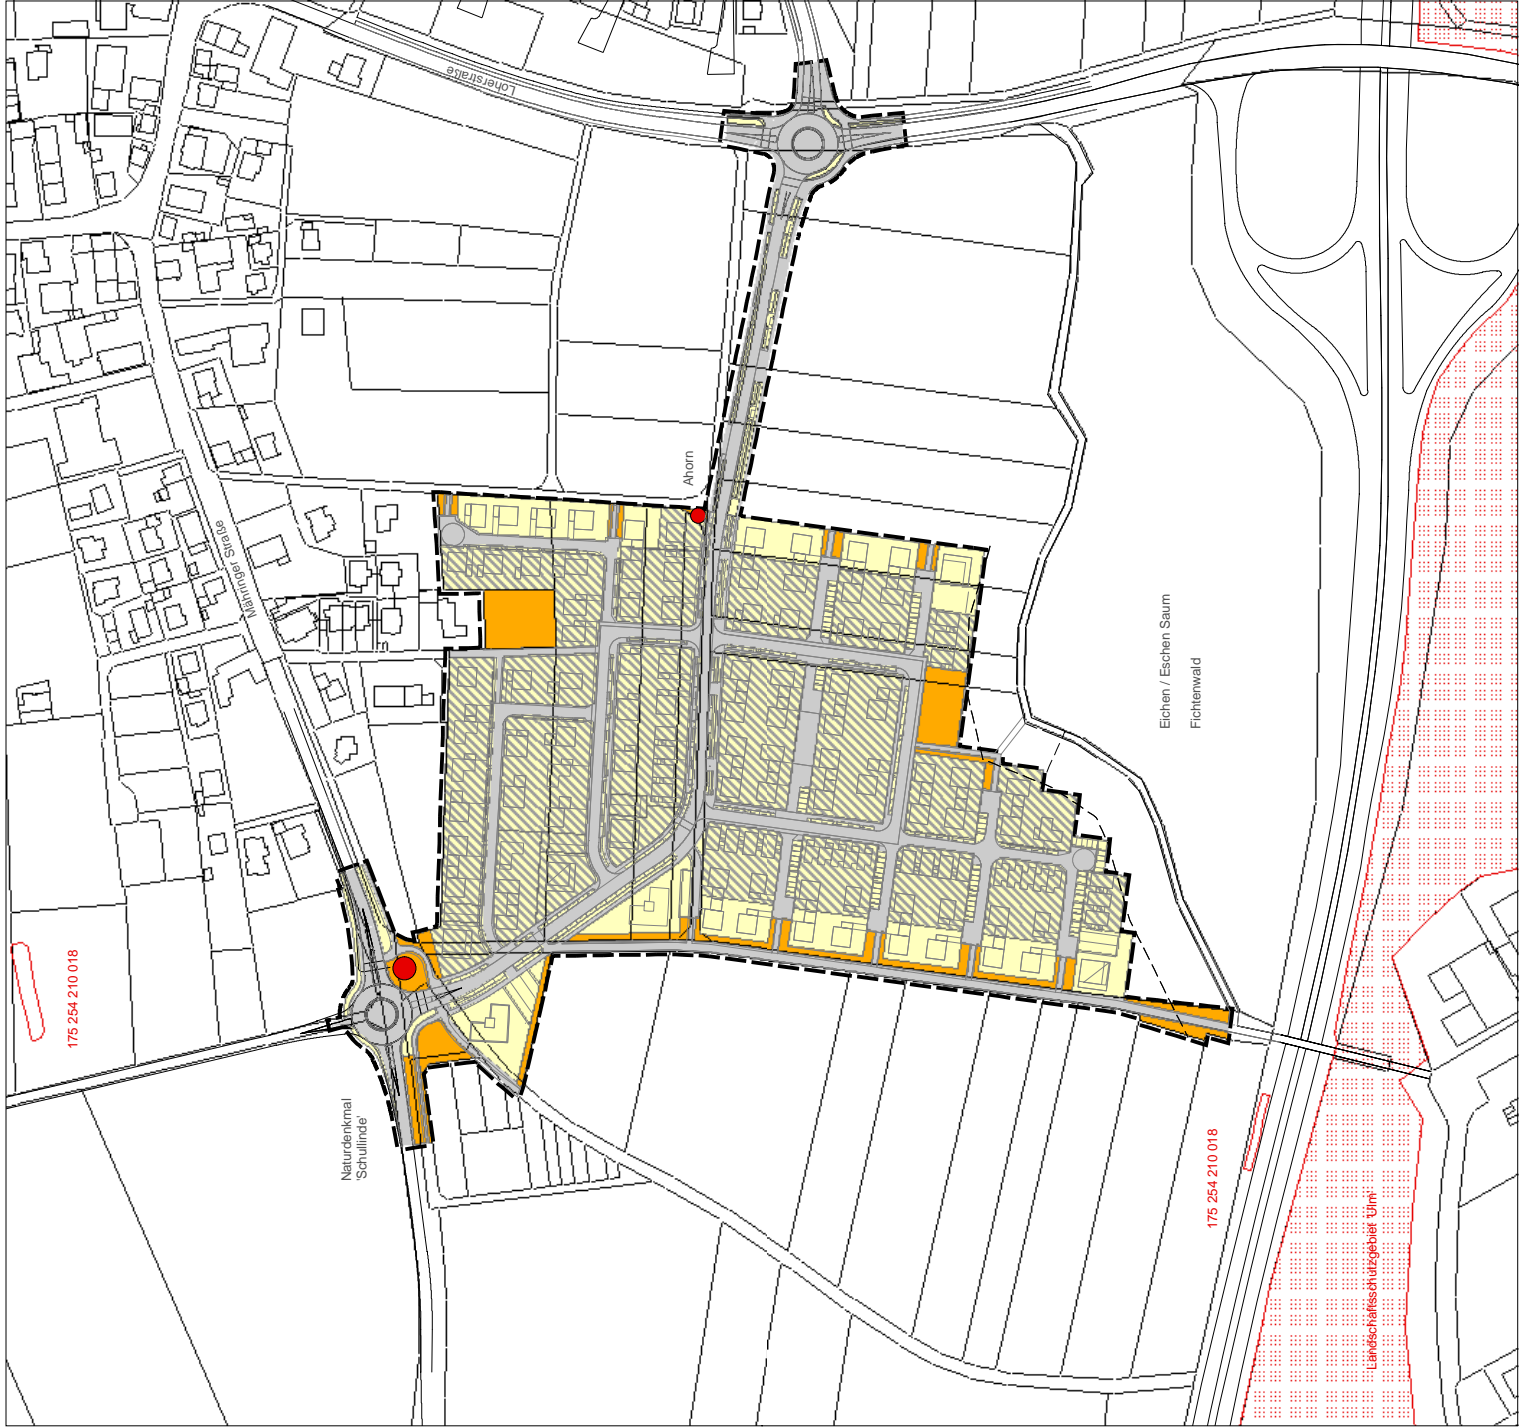 Loherstraße
Mähringer Straße
Ahorn
Eichen / Eschen Saum
Fichtenwald
175 254 210 018
Naturdenkmal
'Schullinde'
175 254 210 018
Landschaftsschutzgebiet 'Ulm'